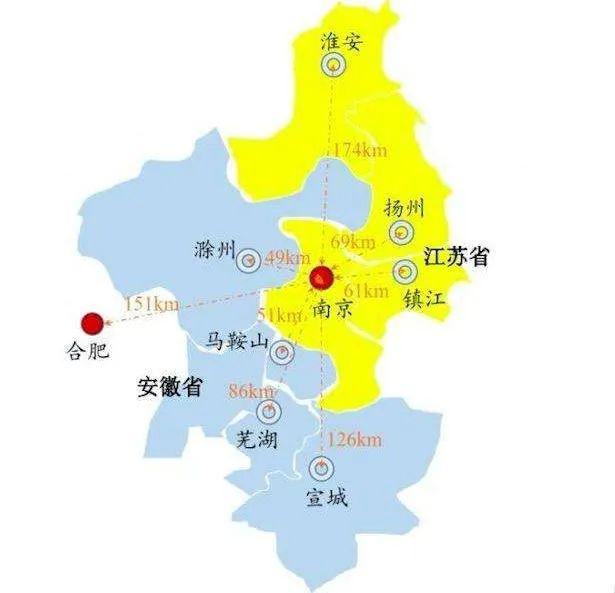 淮安
174km
扬州
69km
滁州
49km
江苏省
61km
镇江
151km
南京
51km
合肥
马鞍山
安徽省
86km
芜湖
126km
宣城